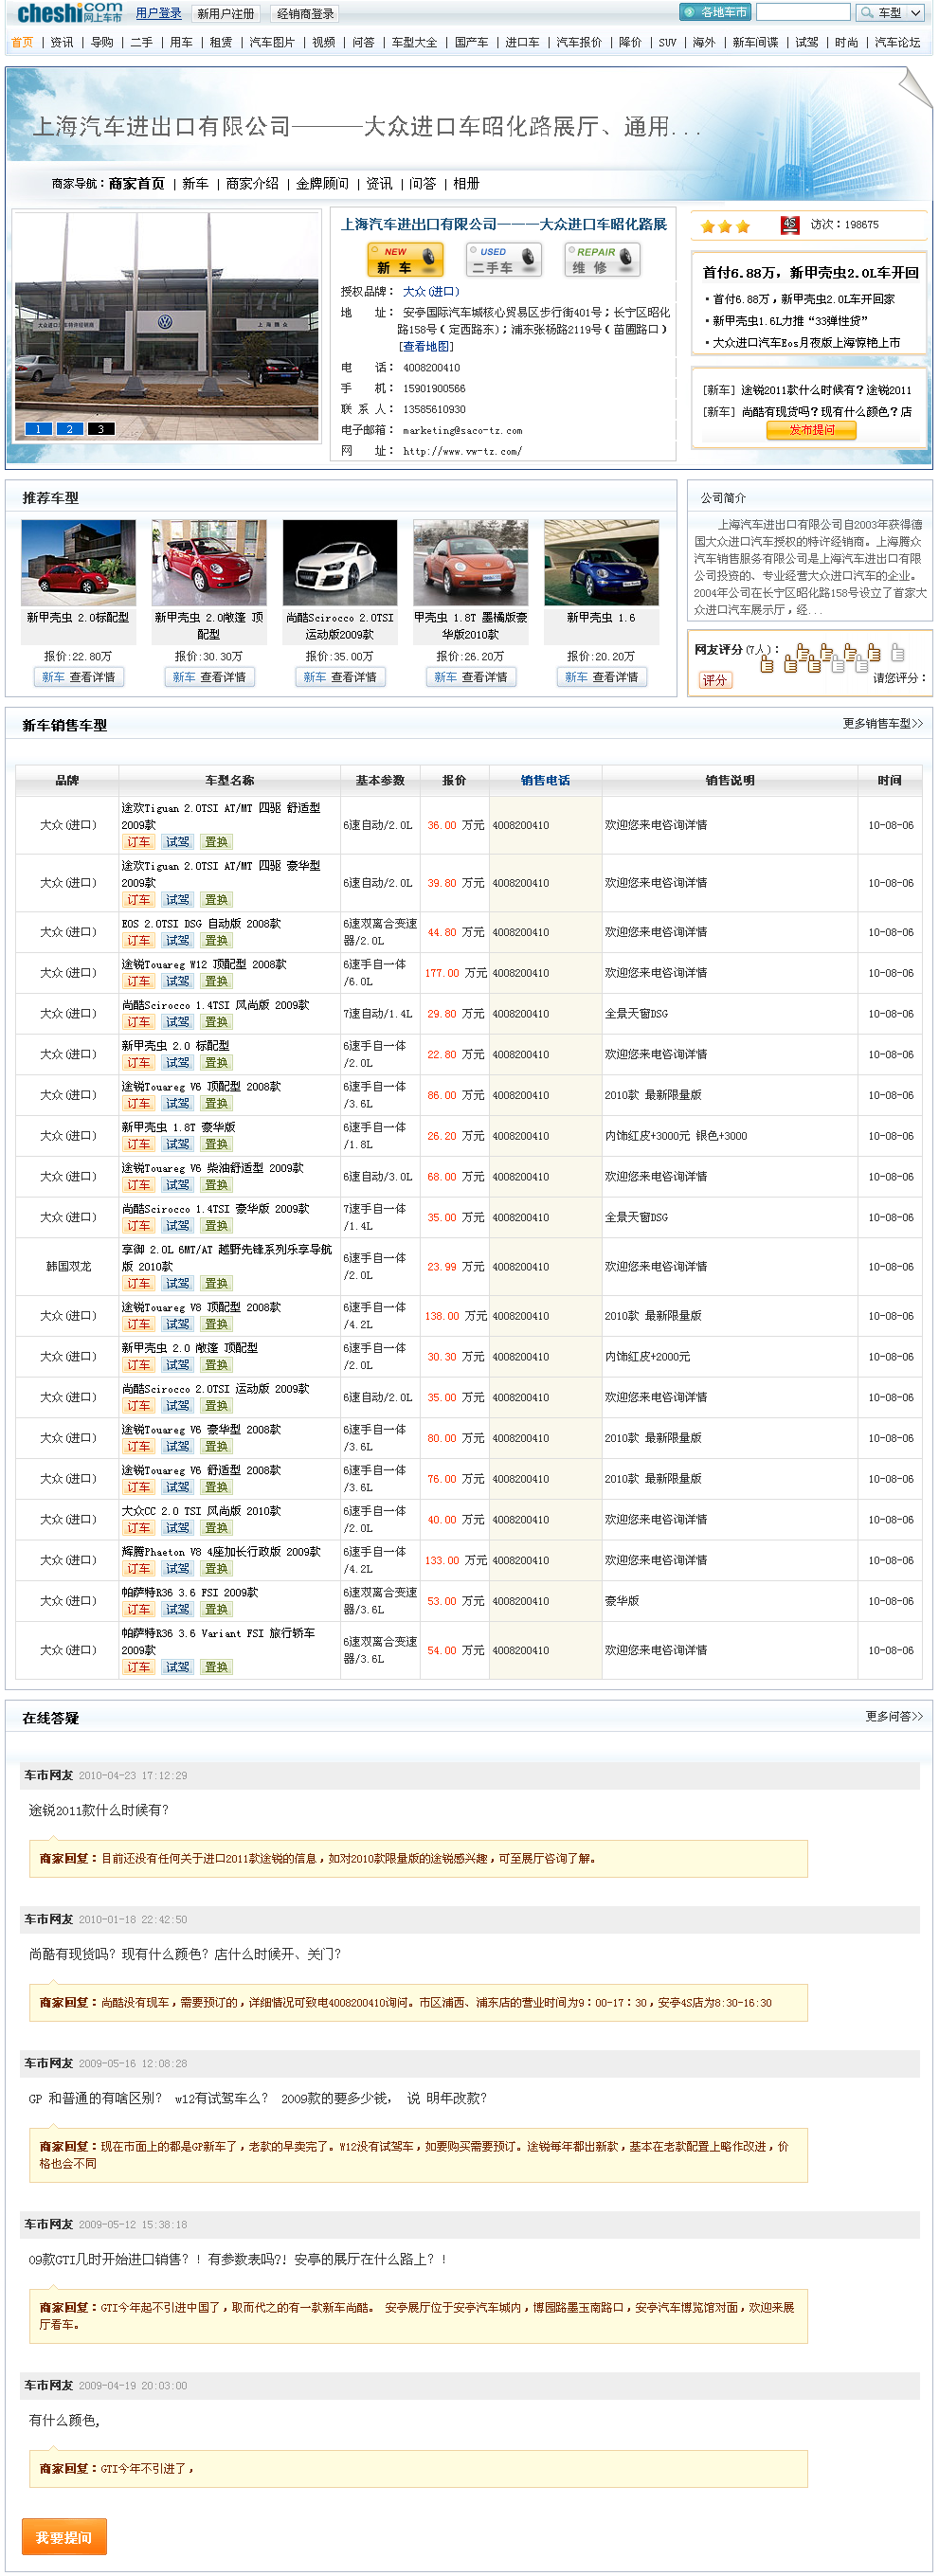 cheshi.com 网上车市 用户登录 新用户注册 经销商登录 各地车市 车型
首页 | 资讯 | 导购 | 二手 | 用车 | 租赁 | 汽车图片 | 视频 | 问答 | 车型大全 | 国产车 | 进口车 | 汽车报价 | 降价 | SUV | 海外 | 新车间谍 | 试驾 | 时尚 | 汽车论坛
上海汽车进出口有限公司———大众进口车昭化路展厅、通用...
商家导航：商家首页 | 新车 | 商家介绍 | 金牌顾问 | 资讯 | 问答 | 相册
1 2 3
上海汽车进出口有限公司———大众进口车昭化路展
NEW 新 车 USED 二手车 REPAIR 维 修
授权品牌： 大众(进口)
地 址： 安亭国际汽车城核心贸易区步行街401号；长宁区昭化
路158号（定西路东）；浦东张杨路2119号（苗圃路口）
[查看地图]
电 话： 4008200410
手 机： 15901900566
联 系 人： 13585610930
电子邮箱： marketing@saco-tz.com
网 址： http://www.vw-tz.com/
4S 访次：198675
首付6.88万，新甲壳虫2.0L车开回
·首付6.88万，新甲壳虫2.0L车开回家
·新甲壳虫1.6L力推“33弹性贷”
·大众进口汽车Eos月夜版上海惊艳上市
[新车] 途锐2011款什么时候有？途锐2011
[新车] 尚酷有现货吗？现有什么颜色？店
发布提问
推荐车型
新甲壳虫 2.0标配型
报价:22.80万
新车 查看详情
新甲壳虫 2.0敞篷 顶
配型
报价:30.30万
新车 查看详情
尚酷Scirocco 2.0TSI
运动版2009款
报价:35.00万
新车 查看详情
甲壳虫 1.8T 墨橘版豪
华版2010款
报价:26.20万
新车 查看详情
新甲壳虫 1.6
报价:20.20万
新车 查看详情
公司简介
上海汽车进出口有限公司自2003年获得德
国大众进口汽车授权的特许经销商。上海腾众
汽车销售服务有限公司是上海汽车进出口有限
公司投资的、专业经营大众进口汽车的企业。
2004年公司在长宁区昭化路158号设立了首家大
众进口汽车展示厅，经...
网友评分(7人)：
请您评分：
评分
新车销售车型 更多销售车型>>
品牌 车型名称 基本参数 报价 销售电话 销售说明 时间
大众(进口) 途欢Tiguan 2.0TSI AT/MT 四驱 舒适型 2009款 订车 试驾 置换 6速自动/2.0L 36.00 万元 4008200410 欢迎您来电咨询详情 10-08-06
大众(进口) 途欢Tiguan 2.0TSI AT/MT 四驱 豪华型 2009款 订车 试驾 置换 6速自动/2.0L 39.80 万元 4008200410 欢迎您来电咨询详情 10-08-06
大众(进口) EOS 2.0TSI DSG 自动版 2008款 订车 试驾 置换 6速双离合变速器/2.0L 44.80 万元 4008200410 欢迎您来电咨询详情 10-08-06
大众(进口) 途锐Touareg W12 顶配型 2008款 订车 试驾 置换 6速手自一体/6.0L 177.00 万元 4008200410 欢迎您来电咨询详情 10-08-06
大众(进口) 尚酷Scirocco 1.4TSI 风尚版 2009款 订车 试驾 置换 7速自动/1.4L 29.80 万元 4008200410 全景天窗DSG 10-08-06
大众(进口) 新甲壳虫 2.0 标配型 订车 试驾 置换 6速手自一体/2.0L 22.80 万元 4008200410 欢迎您来电咨询详情 10-08-06
大众(进口) 途锐Touareg V6 顶配型 2008款 订车 试驾 置换 6速手自一体/3.6L 86.00 万元 4008200410 2010款 最新限量版 10-08-06
大众(进口) 新甲壳虫 1.8T 豪华版 订车 试驾 置换 6速手自一体/1.8L 26.20 万元 4008200410 内饰红皮+3000元 银色+3000 10-08-06
大众(进口) 途锐Touareg V6 柴油舒适型 2009款 订车 试驾 置换 6速自动/3.0L 68.00 万元 4008200410 欢迎您来电咨询详情 10-08-06
大众(进口) 尚酷Scirocco 1.4TSI 豪华版 2009款 订车 试驾 置换 7速手自一体/1.4L 35.00 万元 4008200410 全景天窗DSG 10-08-06
韩国双龙 享御 2.0L 6MT/AT 越野先锋系列乐享导航版 2010款 订车 试驾 置换 6速手自一体/2.0L 23.99 万元 4008200410 欢迎您来电咨询详情 10-08-06
大众(进口) 途锐Touareg V8 顶配型 2008款 订车 试驾 置换 6速手自一体/4.2L 138.00 万元 4008200410 2010款 最新限量版 10-08-06
大众(进口) 新甲壳虫 2.0 敞篷 顶配型 订车 试驾 置换 6速手自一体/2.0L 30.30 万元 4008200410 内饰红皮+2000元 10-08-06
大众(进口) 尚酷Scirocco 2.0TSI 运动版 2009款 订车 试驾 置换 6速自动/2.0L 35.00 万元 4008200410 欢迎您来电咨询详情 10-08-06
大众(进口) 途锐Touareg V6 豪华型 2008款 订车 试驾 置换 6速手自一体/3.6L 80.00 万元 4008200410 2010款 最新限量版 10-08-06
大众(进口) 途锐Touareg V6 舒适型 2008款 订车 试驾 置换 6速手自一体/3.6L 76.00 万元 4008200410 2010款 最新限量版 10-08-06
大众(进口) 大众CC 2.0 TSI 风尚版 2010款 订车 试驾 置换 6速手自一体/2.0L 40.00 万元 4008200410 欢迎您来电咨询详情 10-08-06
大众(进口) 辉腾Phaeton V8 4座加长行政版 2009款 订车 试驾 置换 6速手自一体/4.2L 133.00 万元 4008200410 欢迎您来电咨询详情 10-08-06
大众(进口) 帕萨特R36 3.6 FSI 2009款 订车 试驾 置换 6速双离合变速器/3.6L 53.00 万元 4008200410 豪华版 10-08-06
大众(进口) 帕萨特R36 3.6 Variant FSI 旅行轿车 2009款 订车 试驾 置换 6速双离合变速器/3.6L 54.00 万元 4008200410 欢迎您来电咨询详情 10-08-06
在线答疑 更多问答>>
车市网友 2010-04-23 17:12:29
途锐2011款什么时候有？
商家回复：目前还没有任何关于进口2011款途锐的信息，如对2010款限量版的途锐感兴趣，可至展厅咨询了解。
车市网友 2010-01-18 22:42:50
尚酷有现货吗？现有什么颜色？店什么时候开、关门？
商家回复：尚酷没有现车，需要预订的，详细情况可致电4008200410询问。市区浦西、浦东店的营业时间为9：00-17：30，安亭4S店为8:30-16:30
车市网友 2009-05-16 12:08:28
GP 和普通的有啥区别？ w12有试驾车么？ 2009款的要多少钱， 说 明年改款？
商家回复：现在市面上的都是GP新车了，老款的早卖完了。W12没有试驾车，如要购买需要预订。途锐每年都出新款，基本在老款配置上略作改进，价
格也会不同
车市网友 2009-05-12 15:38:18
09款GTI几时开始进口销售？！有参数表吗?！安亭的展厅在什么路上？！
商家回复：GTI今年起不引进中国了，取而代之的有一款新车尚酷。 安亭展厅位于安亭汽车城内，博园路墨玉南路口，安亭汽车博览馆对面，欢迎来展
厅看车。
车市网友 2009-04-19 20:03:00
有什么颜色,
商家回复：GTI今年不引进了，
我要提问